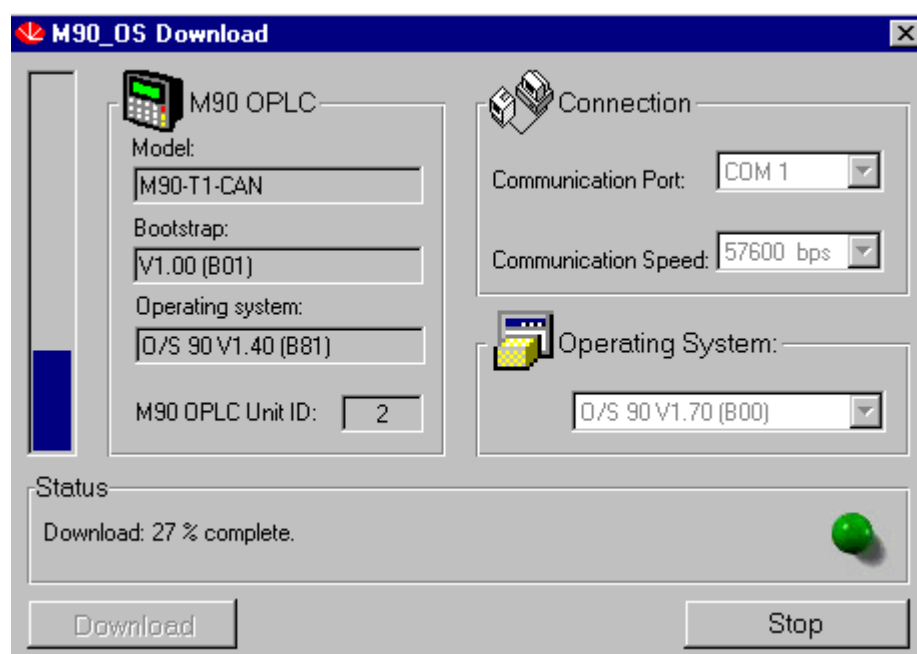 M90_OS Download
M90 OPLC
Model:
M90-T1-CAN
Bootstrap:
V1.00 (B01)
Operating system:
O/S 90 V1.40 (B81)
M90 OPLC Unit ID: 2
Connection
Communication Port: COM 1
Communication Speed: 57600 bps
Operating System:
O/S 90 V1.70 (B00)
Status
Download: 27 % complete.
Download
Stop